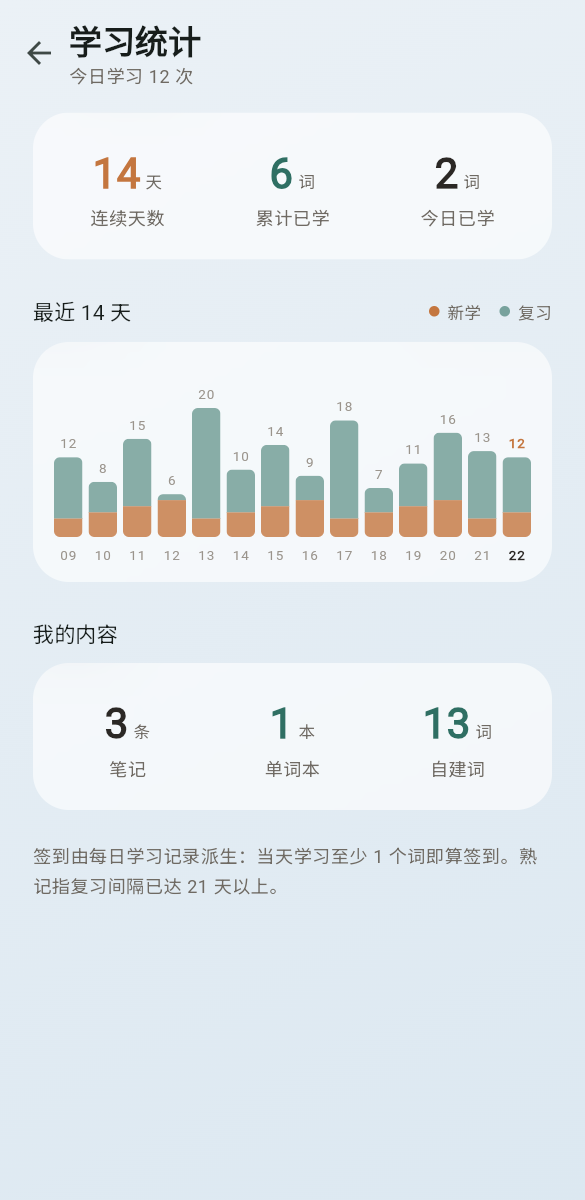 学习统计
今日学习 12 次
14 天
6 词
2 词
连续天数
累计已学
今日已学
最近 14 天
新学
复习
12
8
15
6
20
10
14
9
18
7
11
16
13
12
09 10 11 12 13 14 15 16 17 18 19 20 21 22
我的内容
3 条
1 本
13 词
笔记
单词本
自建词
签到由每日学习记录派生：当天学习至少 1 个词即算签到。熟
记指复习间隔已达 21 天以上。